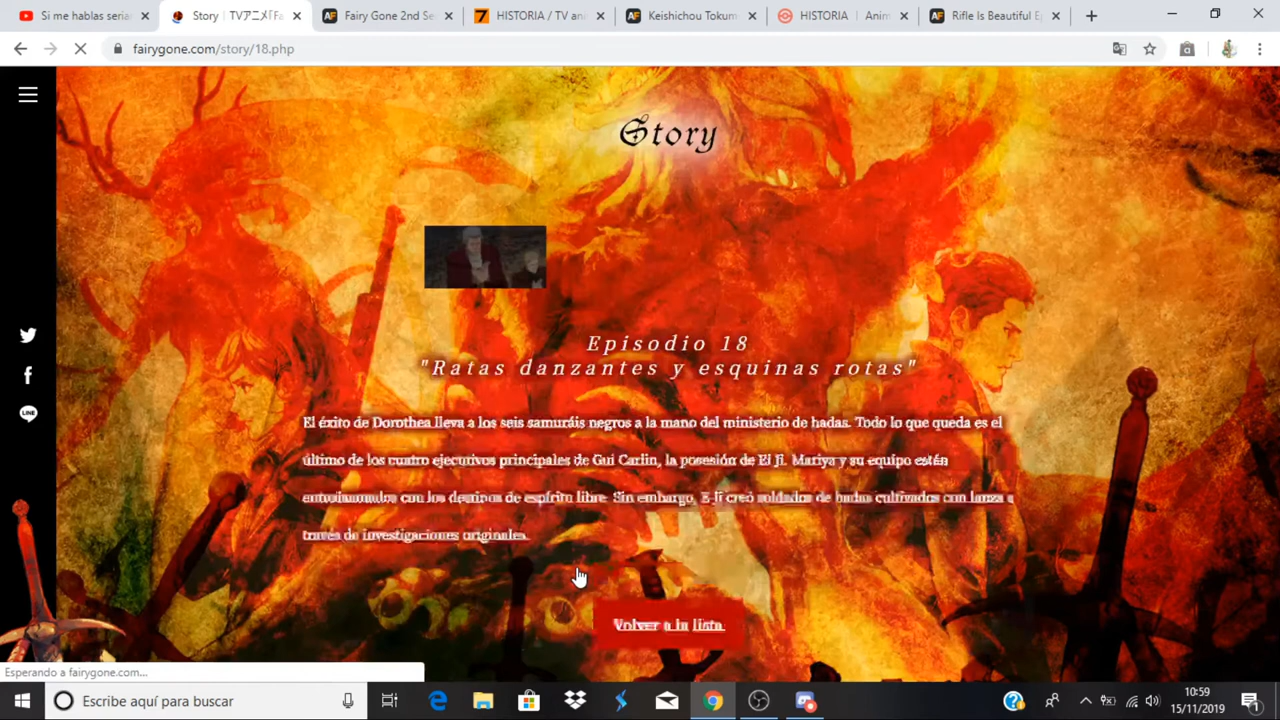 Si me hablas seria
Story | TVアニメ「Fa
Fairy Gone 2nd Se
HISTORIA / TV ani
Keishichou Tokum
HISTORIA | Anim
Rifle Is Beautiful E
fairygone.com/story/18.php
Story
Episodio 18
"Ratas danzantes y esquinas rotas"
El éxito de Dorothea lleva a los seis samuráis negros a la mano del ministerio de hadas. Todo lo que queda es el
último de los cuatro ejecutivos principales de Gui Carlin, la posesión de Ei Ji. Mariya y su equipo están
entusiasmados con los destinos de espíritu libre. Sin embargo, E-ji creó soldados de hadas cultivados con lanza a
través de investigaciones originales.
Volver a la lista
LINE
Esperando a fairygone.com...
Escribe aquí para buscar
10:59
15/11/2019